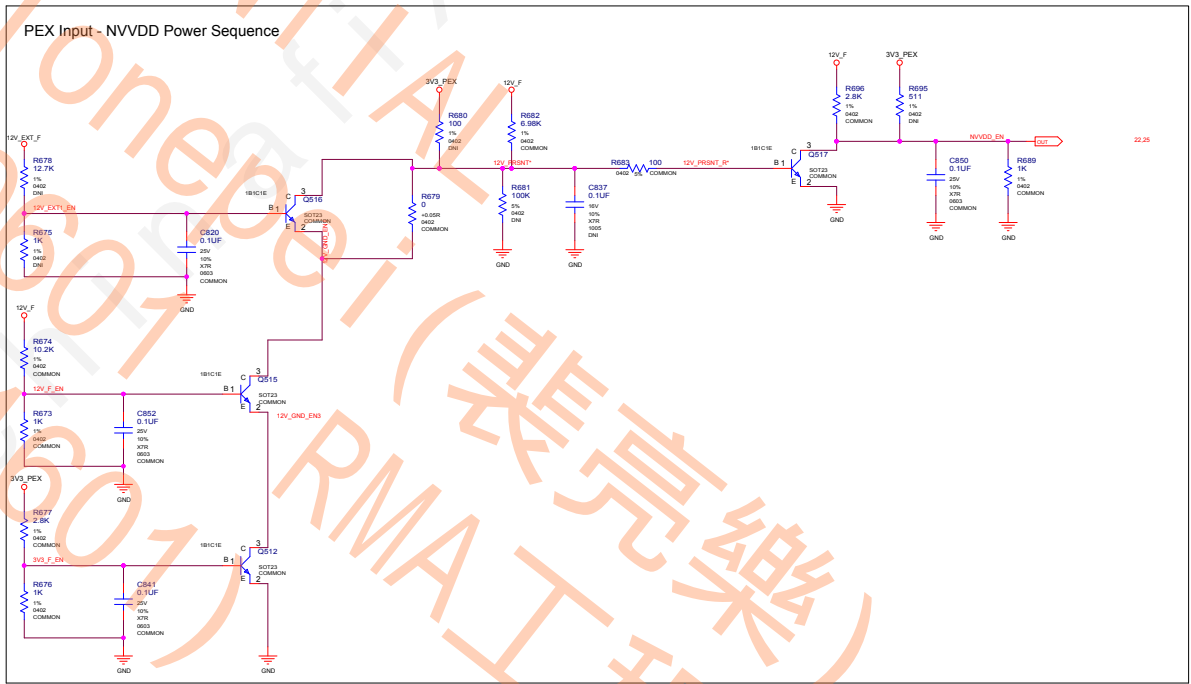 PEX Input - NVVDD Power Sequence
12V_EXT_F
R678
12.7K
1%
0402
DNI
12V_EXT1_EN
R675
1K
1%
0402
DNI
C820
0.1UF
25V
10%
X7R
0603
COMMON
GND
1B1C1E
B 1
C 3
Q516
SOT23
COMMON
E 2
R679
0
+0.05R
0402
COMMON
3V3_PEX
R680
100
1%
0402
DNI
12V_F
R682
6.98K
1%
0402
COMMON
12V_PRSNT*
R681
100K
5%
0402
DNI
GND
C837
0.1UF
16V
10%
X7R
1005
DNI
GND
R683
100
0402
5%
COMMON
12V_PRSNT_R*
1B1C1E
B 1
C 3
Q517
SOT23
COMMON
E 2
GND
12V_F
R696
2.8K
1%
0402
COMMON
3V3_PEX
R695
511
1%
0402
DNI
NVVDD_EN
OUT
22,25
C850
0.1UF
25V
10%
X7R
0603
COMMON
GND
R689
1K
1%
0402
COMMON
GND
12V_F
R674
10.2K
1%
0402
COMMON
12V_F_EN
R673
1K
1%
0402
COMMON
C852
0.1UF
25V
10%
X7R
0603
COMMON
GND
1B1C1E
B 1
C 3
Q515
SOT23
COMMON
E 2
12V_GND_EN3
3V3_PEX
R677
2.8K
1%
0402
COMMON
3V3_F_EN
R676
1K
1%
0402
COMMON
C841
0.1UF
25V
10%
X7R
0603
COMMON
GND
1B1C1E
B 1
C 3
Q512
SOT23
COMMON
E 2
GND
(裴亮樂)
RMA工